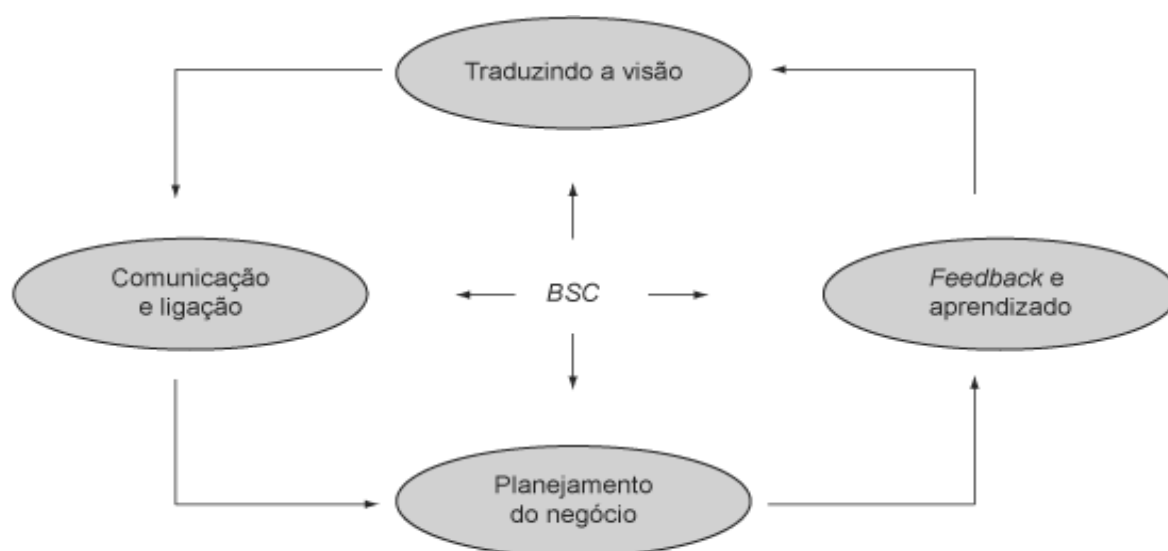 Traduzindo a visão
Comunicação
e ligação
BSC
Feedback e
aprendizado
Planejamento
do negócio